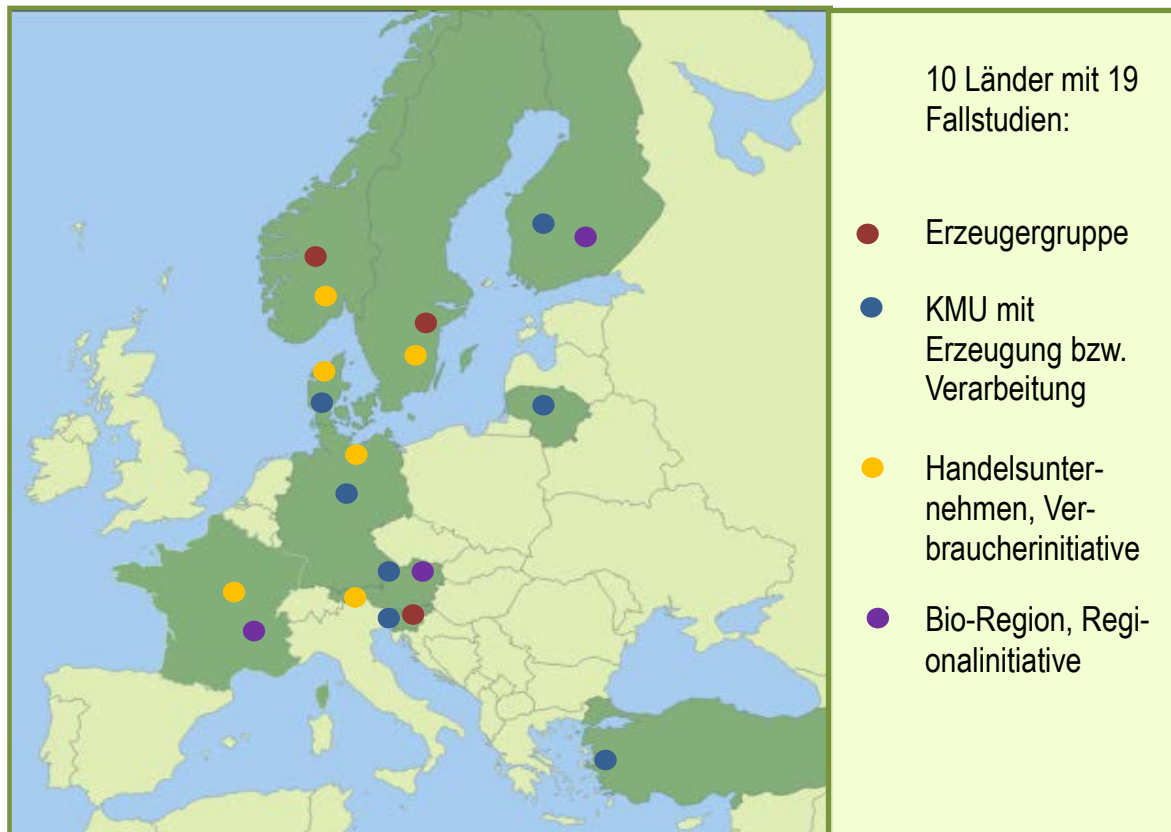 10 Länder mit 19
Fallstudien:
Erzeugergruppe
KMU mit
Erzeugung bzw.
Verarbeitung
Handelsunter-
nehmen, Ver-
braucherinitiative
Bio-Region, Regi-
onalinitiative